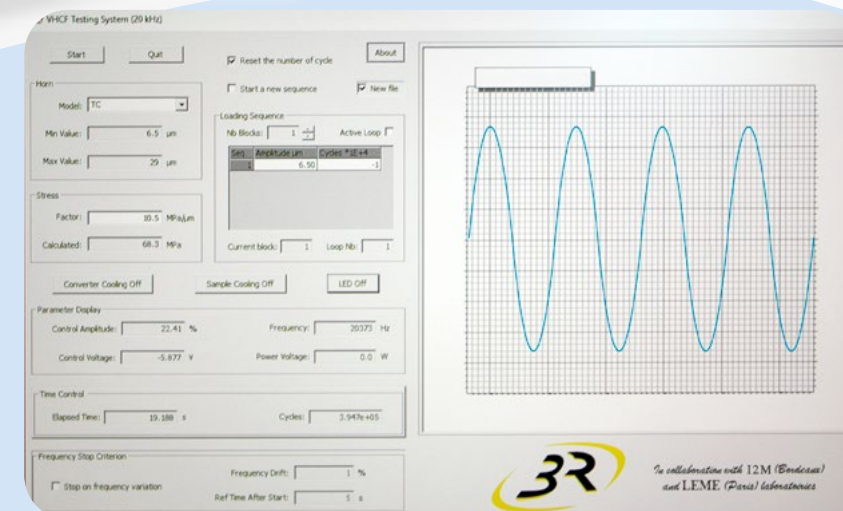 VHCF Testing System (20 kHz)
Start
Quit
Reset the number of cycle
About
Start a new sequence
New file
Horn
Model: TC
Min Value: 6.5 µm
Max Value: 29 µm
Loading Sequence
Nb Blocks: 1
Active Loop
Seq. Amplitude µm Cycles *1E+4
1 6.50 -1
Current block: 1 Loop Nb: 1
Stress
Factor: 10.5 MPa/µm
Calculated: 68.3 MPa
Converter Cooling Off
Sample Cooling Off
LED Off
Parameter Display
Control Amplitude: 22.41 %
Frequency: 20373 Hz
Control Voltage: -5.877 V
Power Voltage: 0.0 W
Time Control
Elapsed Time: 19.188 s
Cycles: 3.947e+05
Frequency Stop Criterion
Stop on frequency variation
Frequency Drift: 1 %
Ref Time After Start: 5 s
3R
In collaboration with 12M (Bordeaux)
and LEME (Paris) laboratoiries